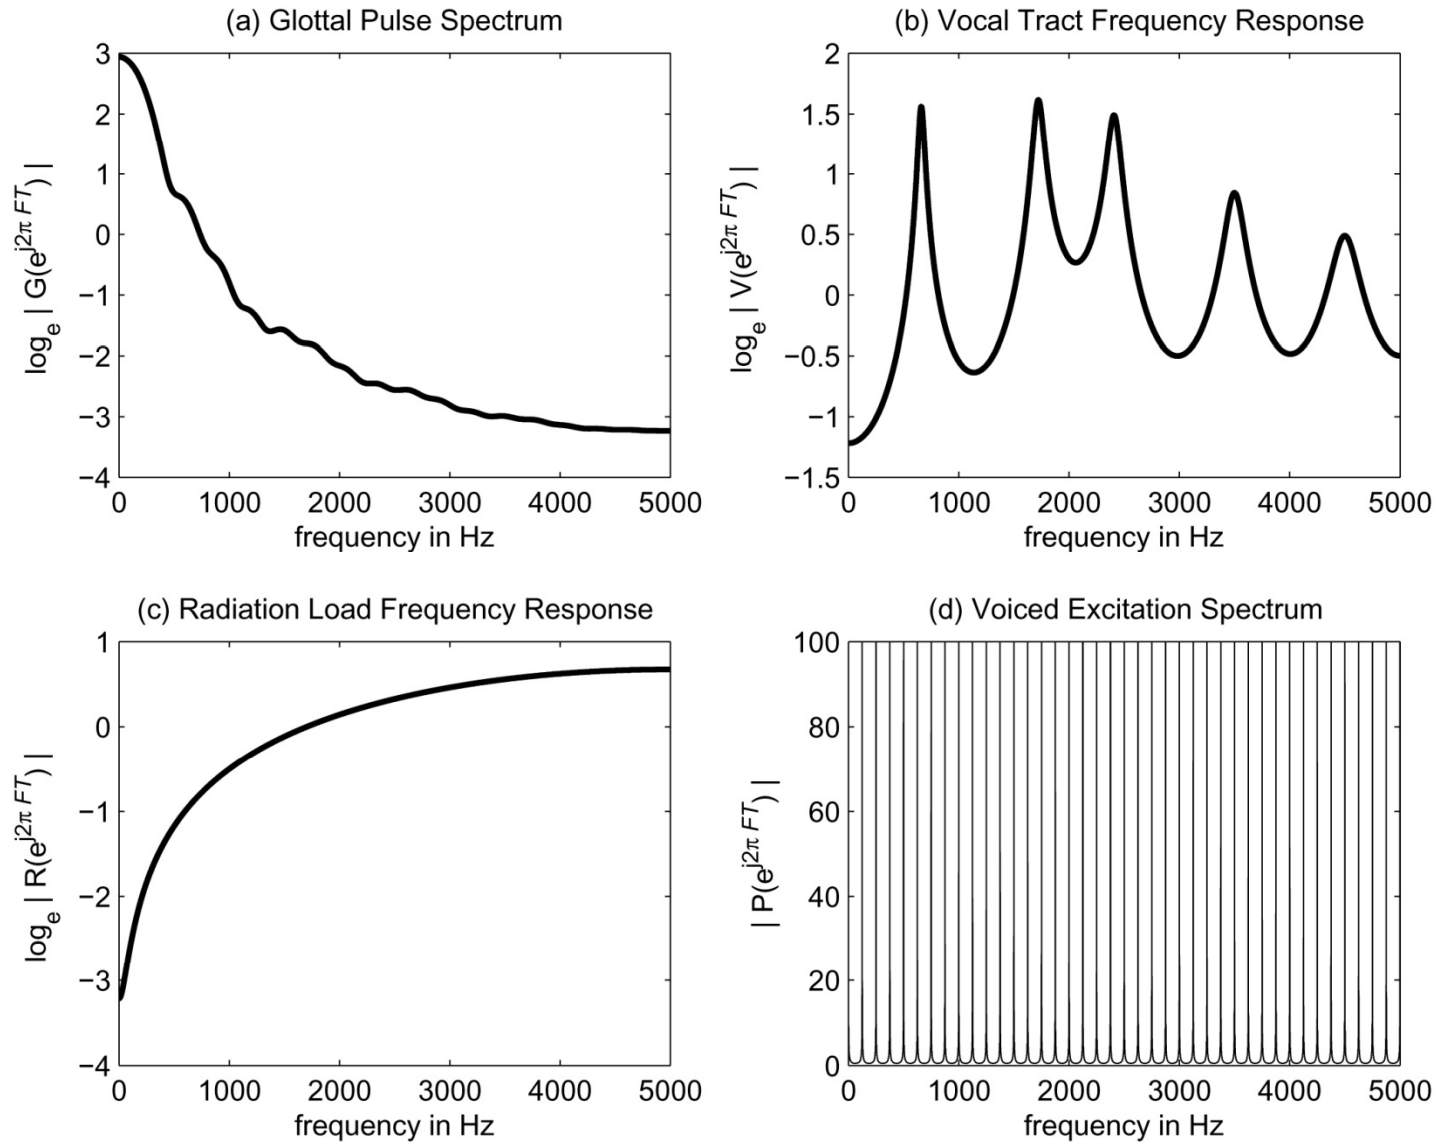 (a) Glottal Pulse Spectrum
3
2
1
0
−1
−2
−3
−4
log_e | G(e^{j2π FT}) |
0 1000 2000 3000 4000 5000
frequency in Hz
(b) Vocal Tract Frequency Response
2
1.5
1
0.5
0
−0.5
−1
−1.5
log_e | V(e^{j2π FT}) |
0 1000 2000 3000 4000 5000
frequency in Hz
(c) Radiation Load Frequency Response
1
0
−1
−2
−3
−4
log_e | R(e^{j2π FT}) |
0 1000 2000 3000 4000 5000
frequency in Hz
(d) Voiced Excitation Spectrum
100
80
60
40
20
0
| P(e^{j2π FT}) |
0 1000 2000 3000 4000 5000
frequency in Hz